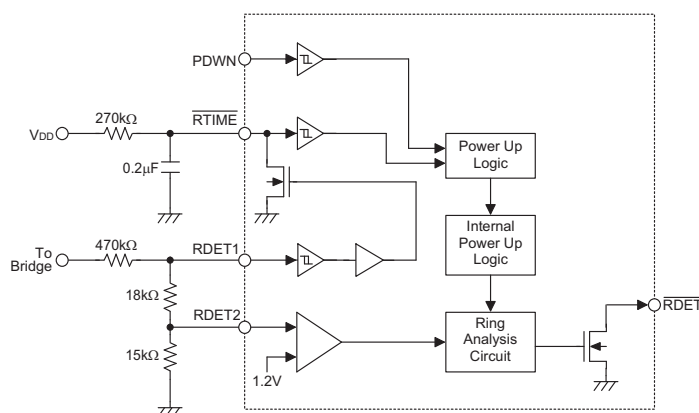 PDWN
270kΩ
RTIME
VDD
0.2μF
Power Up
Logic
To
Bridge
470kΩ
RDET1
Internal
Power Up
Logic
18kΩ
RDET2
RDET
Ring
Analysis
Circuit
15kΩ
1.2V